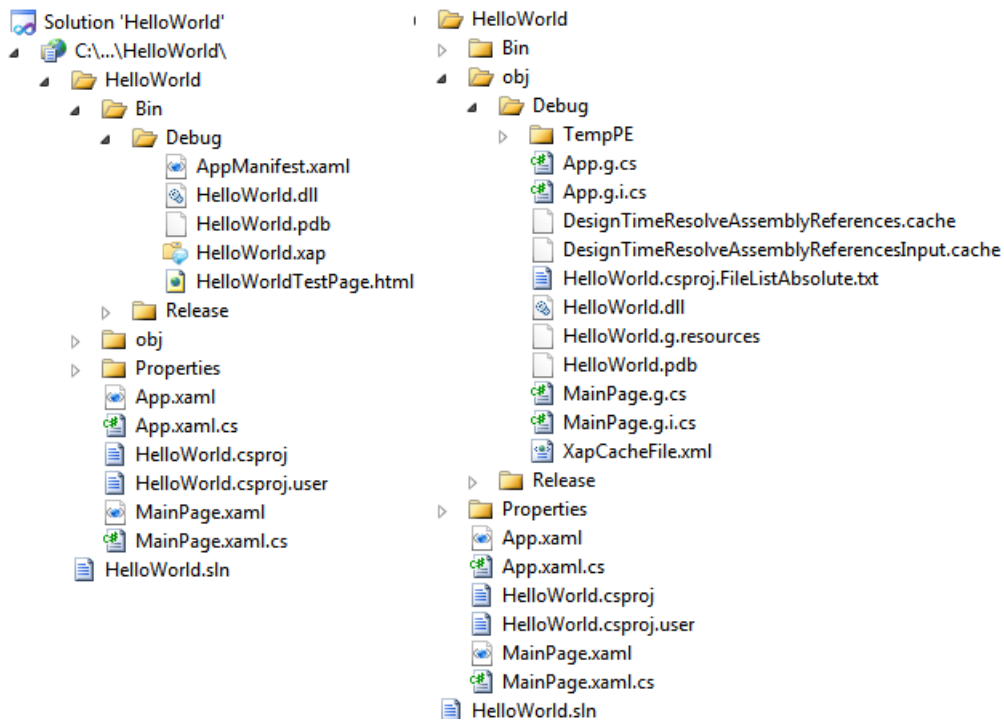 Solution 'HelloWorld'
C:\...\HelloWorld\
HelloWorld
Bin
Debug
AppManifest.xaml
HelloWorld.dll
HelloWorld.pdb
HelloWorld.xap
HelloWorldTestPage.html
Release
obj
Properties
App.xaml
App.xaml.cs
HelloWorld.csproj
HelloWorld.csproj.user
MainPage.xaml
MainPage.xaml.cs
HelloWorld.sln
HelloWorld
Bin
obj
Debug
TempPE
App.g.cs
App.g.i.cs
DesignTimeResolveAssemblyReferences.cache
DesignTimeResolveAssemblyReferencesInput.cache
HelloWorld.csproj.FileListAbsolute.txt
HelloWorld.dll
HelloWorld.g.resources
HelloWorld.pdb
MainPage.g.cs
MainPage.g.i.cs
XapCacheFile.xml
Release
Properties
App.xaml
App.xaml.cs
HelloWorld.csproj
HelloWorld.csproj.user
MainPage.xaml
MainPage.xaml.cs
HelloWorld.sln